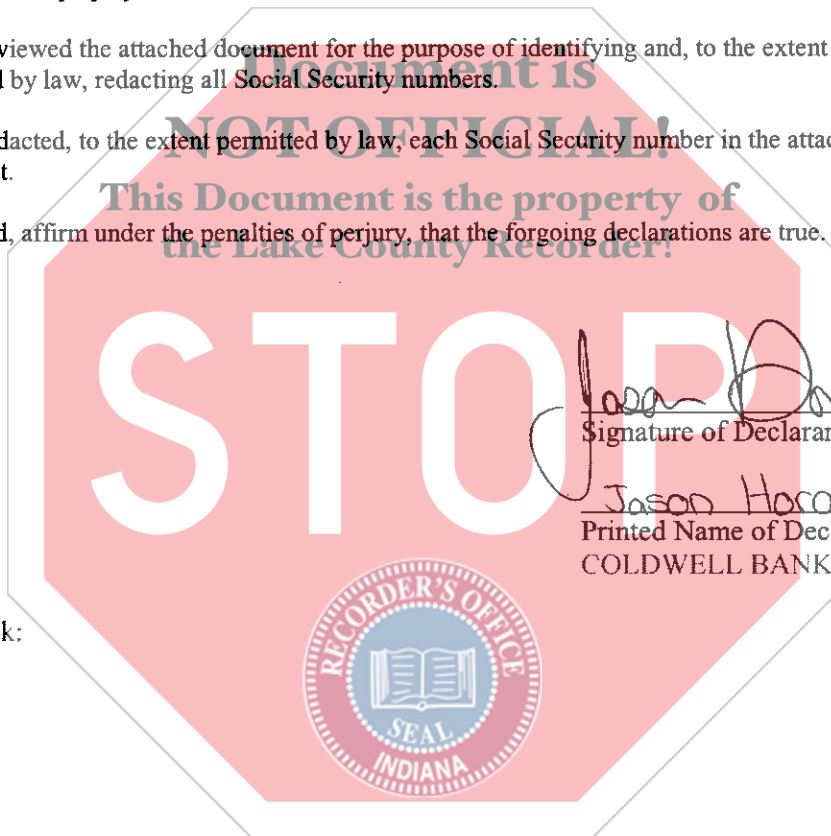 viewed the attached document for the purpose of identifying and, to the extent
by law, redacting all Social Security numbers.
Document is
dacted, to the extent permitted by law, each Social Security number in the attac
NOT OFFICIAL!
t.
This Document is the property of
d, affirm under the penalties of perjury, that the forgoing declarations are true.
the Lake County Recorder!
STOP
Jason
Signature of Declaran
Jason Horo
Printed Name of Dec
COLDWELL BANK
k:
RECORDER'S OFFICE
SEAL
INDIANA